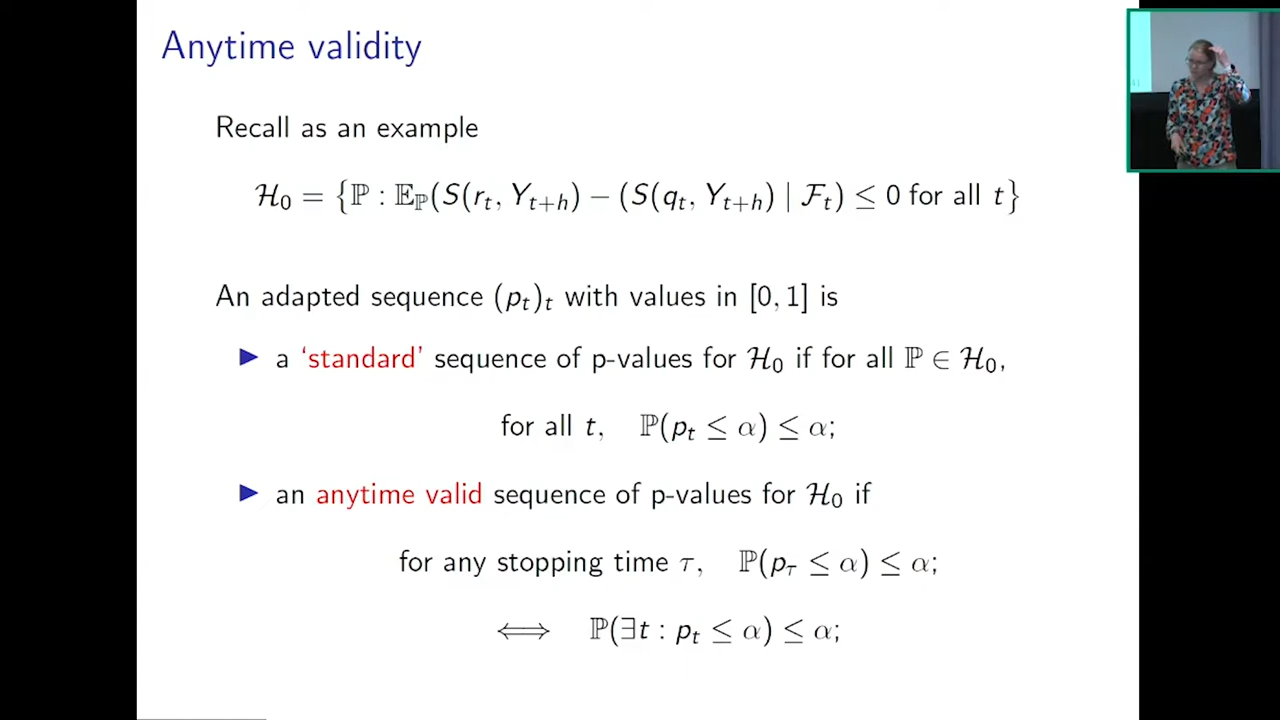 Anytime validity
Recall as an example
ℋ₀ = {ℙ : 𝔼_ℙ(S(r_t, Y_{t+h}) − (S(q_t, Y_{t+h}) | ℱ_t) ≤ 0 for all t}
An adapted sequence (p_t)_t with values in [0, 1] is
▶ a ‘standard’ sequence of p-values for ℋ₀ if for all ℙ ∈ ℋ₀,
for all t, ℙ(p_t ≤ α) ≤ α;
▶ an anytime valid sequence of p-values for ℋ₀ if
for any stopping time τ, ℙ(p_τ ≤ α) ≤ α;
⟺ ℙ(∃t : p_t ≤ α) ≤ α;